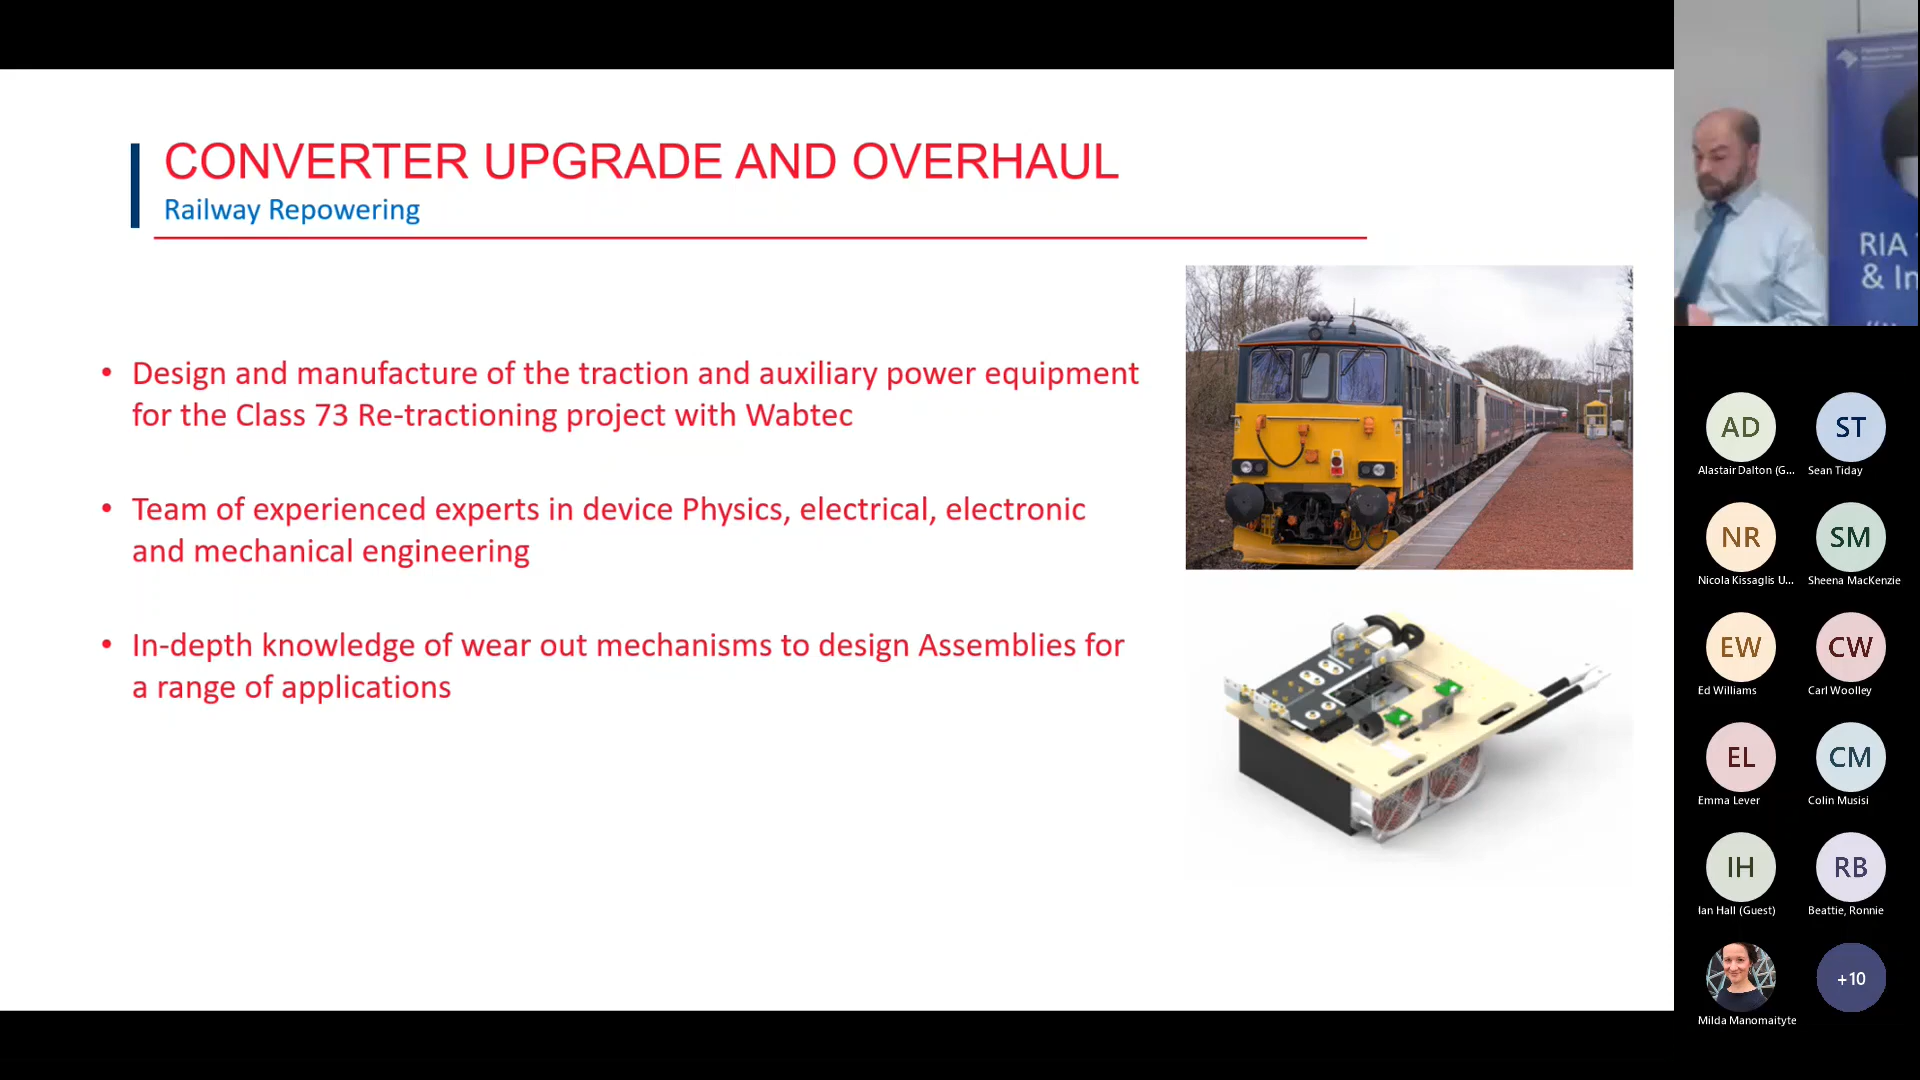 CONVERTER UPGRADE AND OVERHAUL
Railway Repowering
• Design and manufacture of the traction and auxiliary power equipment
for the Class 73 Re-tractioning project with Wabtec
• Team of experienced experts in device Physics, electrical, electronic
and mechanical engineering
• In-depth knowledge of wear out mechanisms to design Assemblies for
a range of applications
RIA
& In
AD
ST
Alastair Dalton (G...
Sean Tiday
NR
SM
Nicola Kissaglis U...
Sheena MacKenzie
EW
CW
Ed Williams
Carl Woolley
EL
CM
Emma Lever
Colin Musisi
IH
RB
Ian Hall (Guest)
Beattie, Ronnie
+10
Milda Manomaityte